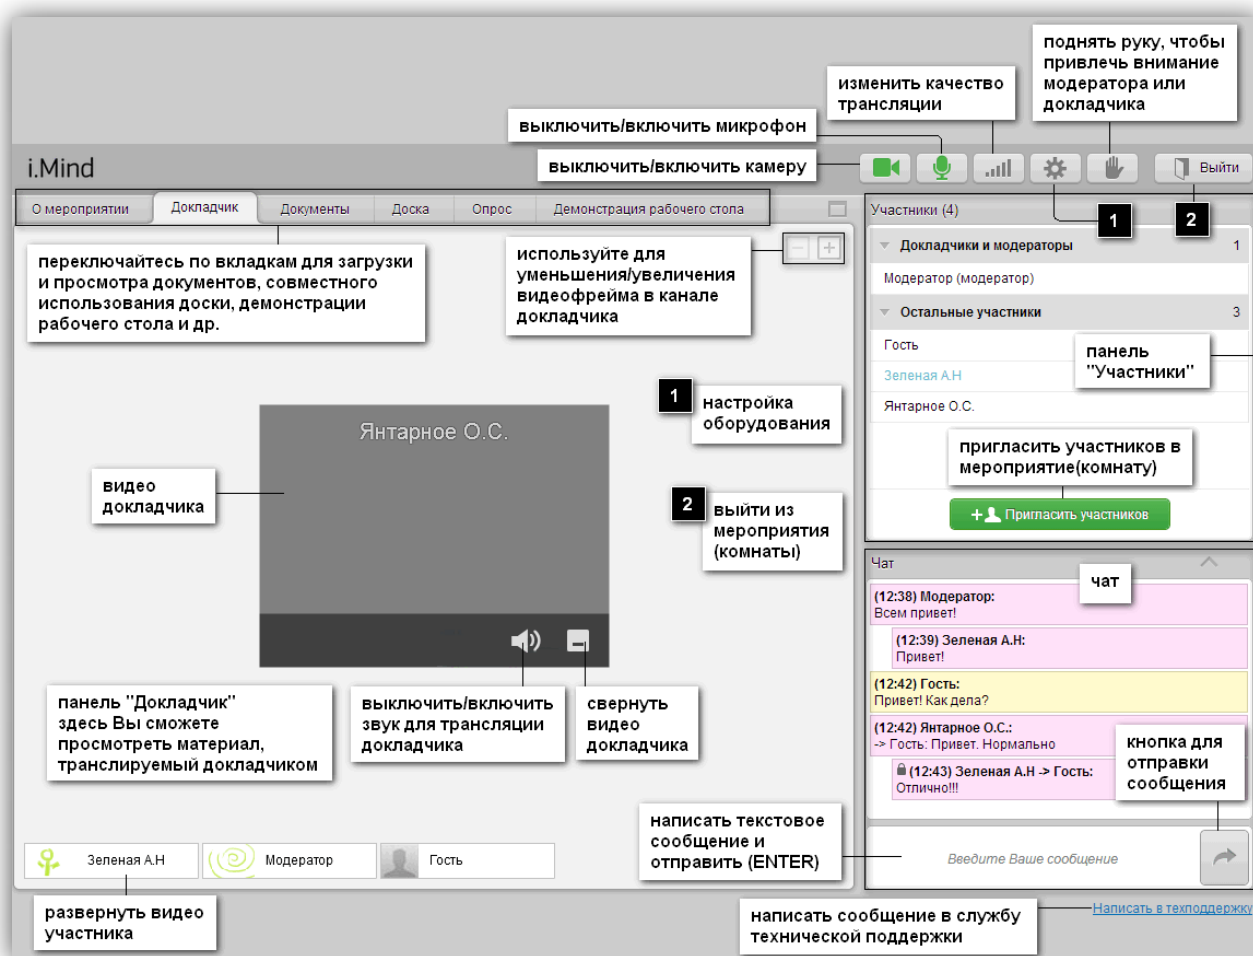 поднять руку, чтобы
привлечь внимание
модератора или
докладчика
изменить качество
трансляции
выключить/включить микрофон
выключить/включить камеру
i.Mind
Выйти
О мероприятии
Докладчик
Документы
Доска
Опрос
Демонстрация рабочего стола
Участники (4)
1
2
переключайтесь по вкладкам для загрузки
и просмотра документов, совместного
использования доски, демонстрации
рабочего стола и др.
используйте для
уменьшения/увеличения
видеофрейма в канале
докладчика
Докладчики и модераторы 1
Модератор (модератор)
Остальные участники 3
Гость
Зеленая А.Н
Янтарное О.С.
панель
"Участники"
1 настройка
оборудования
Янтарное О.С.
видео
докладчика
2 выйти из
мероприятия
(комнаты)
пригласить участников в
мероприятие(комнату)
Пригласить участников
Чат
чат
(12:38) Модератор:
Всем привет!
(12:39) Зеленая А.Н:
Привет!
(12:42) Гость:
Привет! Как дела?
(12:42) Янтарное О.С.:
-> Гость: Привет. Нормально
(12:43) Зеленая А.Н -> Гость:
Отлично!!!
кнопка для
отправки
сообщения
панель "Докладчик"
здесь Вы сможете
просмотреть материал,
транслируемый докладчиком
выключить/включить
звук для трансляции
докладчика
свернуть
видео
докладчика
написать текстовое
сообщение и
отправить (ENTER)
Введите Ваше сообщение
Зеленая А.Н
Модератор
Гость
развернуть видео
участника
написать сообщение в службу
технической поддержки
Написать в техподдержку